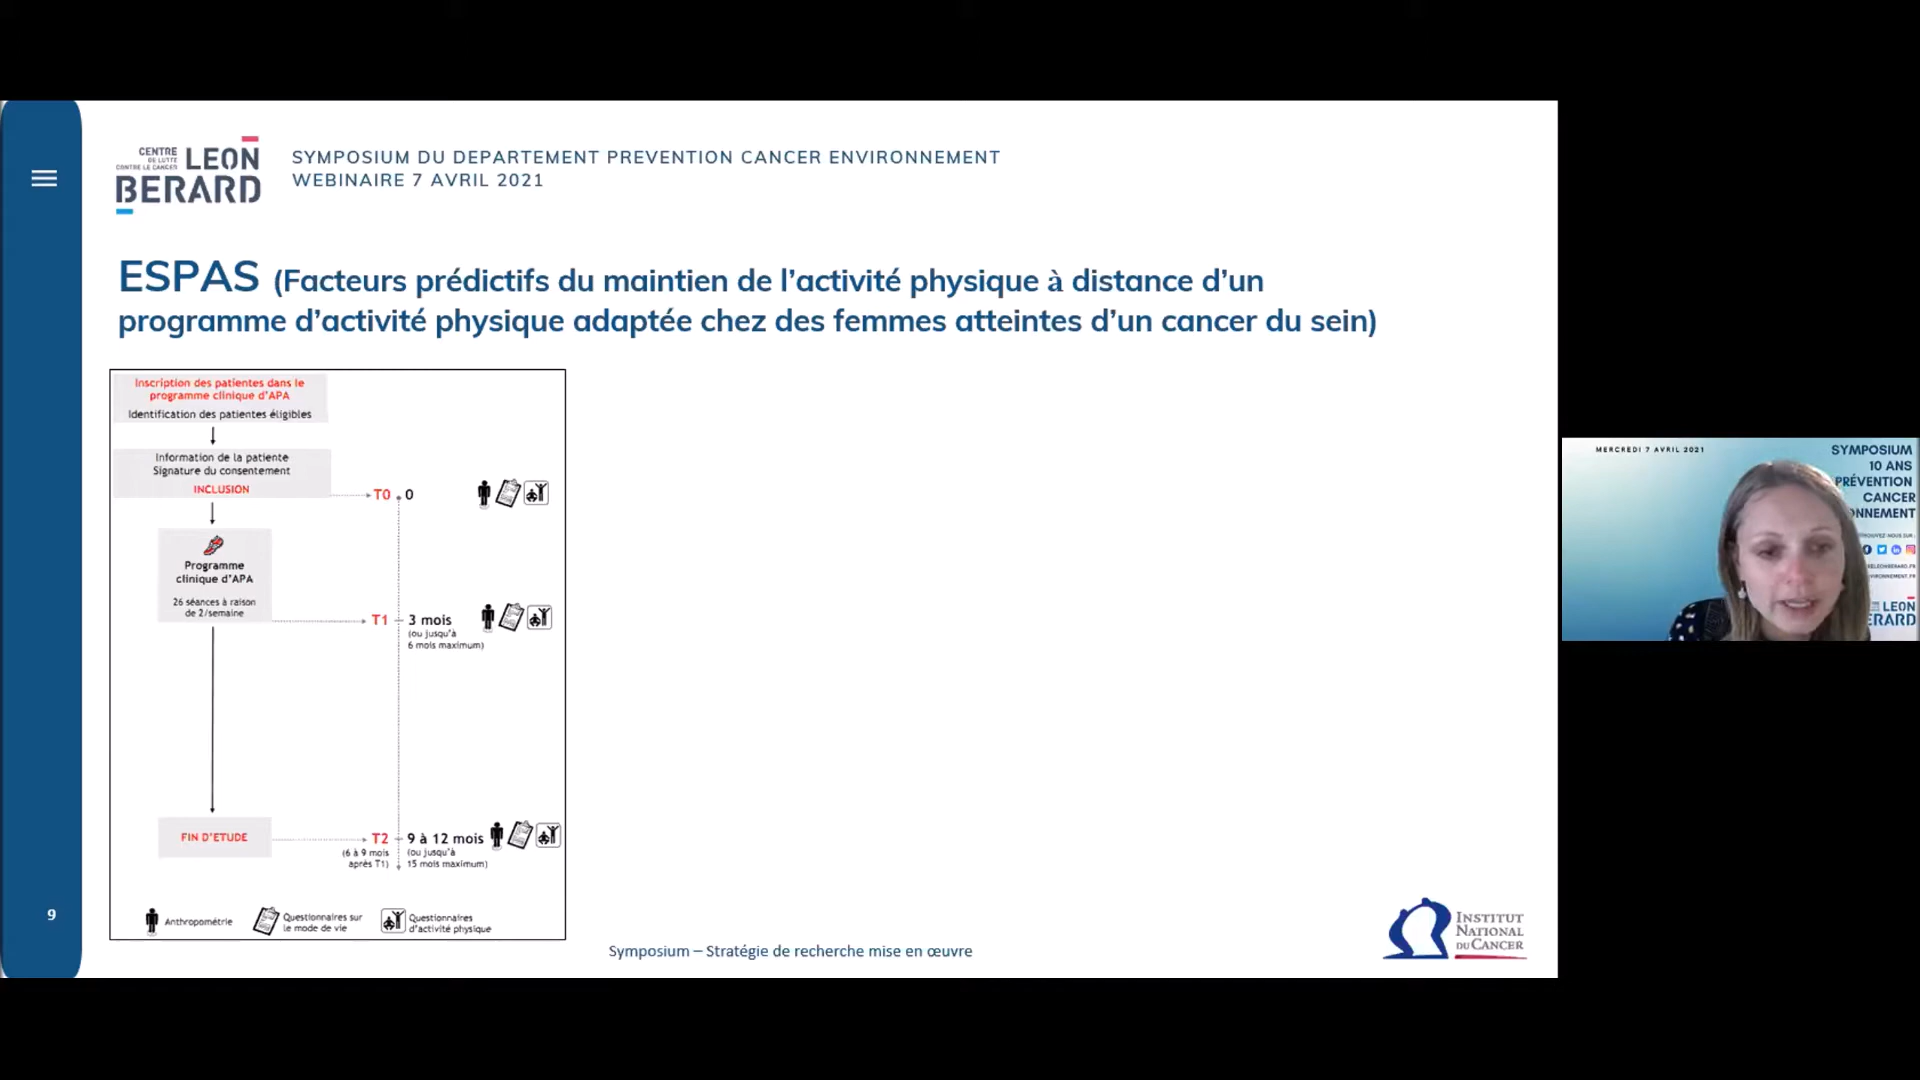 CENTRE
DE LUTTE
CONTRE LE CANCER
LEON
BERARD
SYMPOSIUM DU DEPARTEMENT PREVENTION CANCER ENVIRONNEMENT
WEBINAIRE 7 AVRIL 2021
ESPAS (Facteurs prédictifs du maintien de l’activité physique à distance d’un
programme d’activité physique adaptée chez des femmes atteintes d’un cancer du sein)
Inscription des patientes dans le
programme clinique d’APA
Identification des patientes éligibles
Information de la patiente
Signature du consentement
INCLUSION
T0 0
Programme
clinique d’APA
26 séances à raison
de 2/semaine
T1 3 mois
(ou jusqu’à
6 mois maximum)
FIN D’ETUDE
T2 9 à 12 mois
(6 à 9 mois
après T1)
(ou jusqu’à
15 mois maximum)
Anthropométrie
Questionnaires sur
le mode de vie
Questionnaires
d’activité physique
9
Symposium – Stratégie de recherche mise en œuvre
INSTITUT
NATIONAL
DU CANCER
MERCREDI 7 AVRIL 2021
SYMPOSIUM
10 ANS
PRÉVENTION
CANCER
ONNEMENT
LEON
ERARD